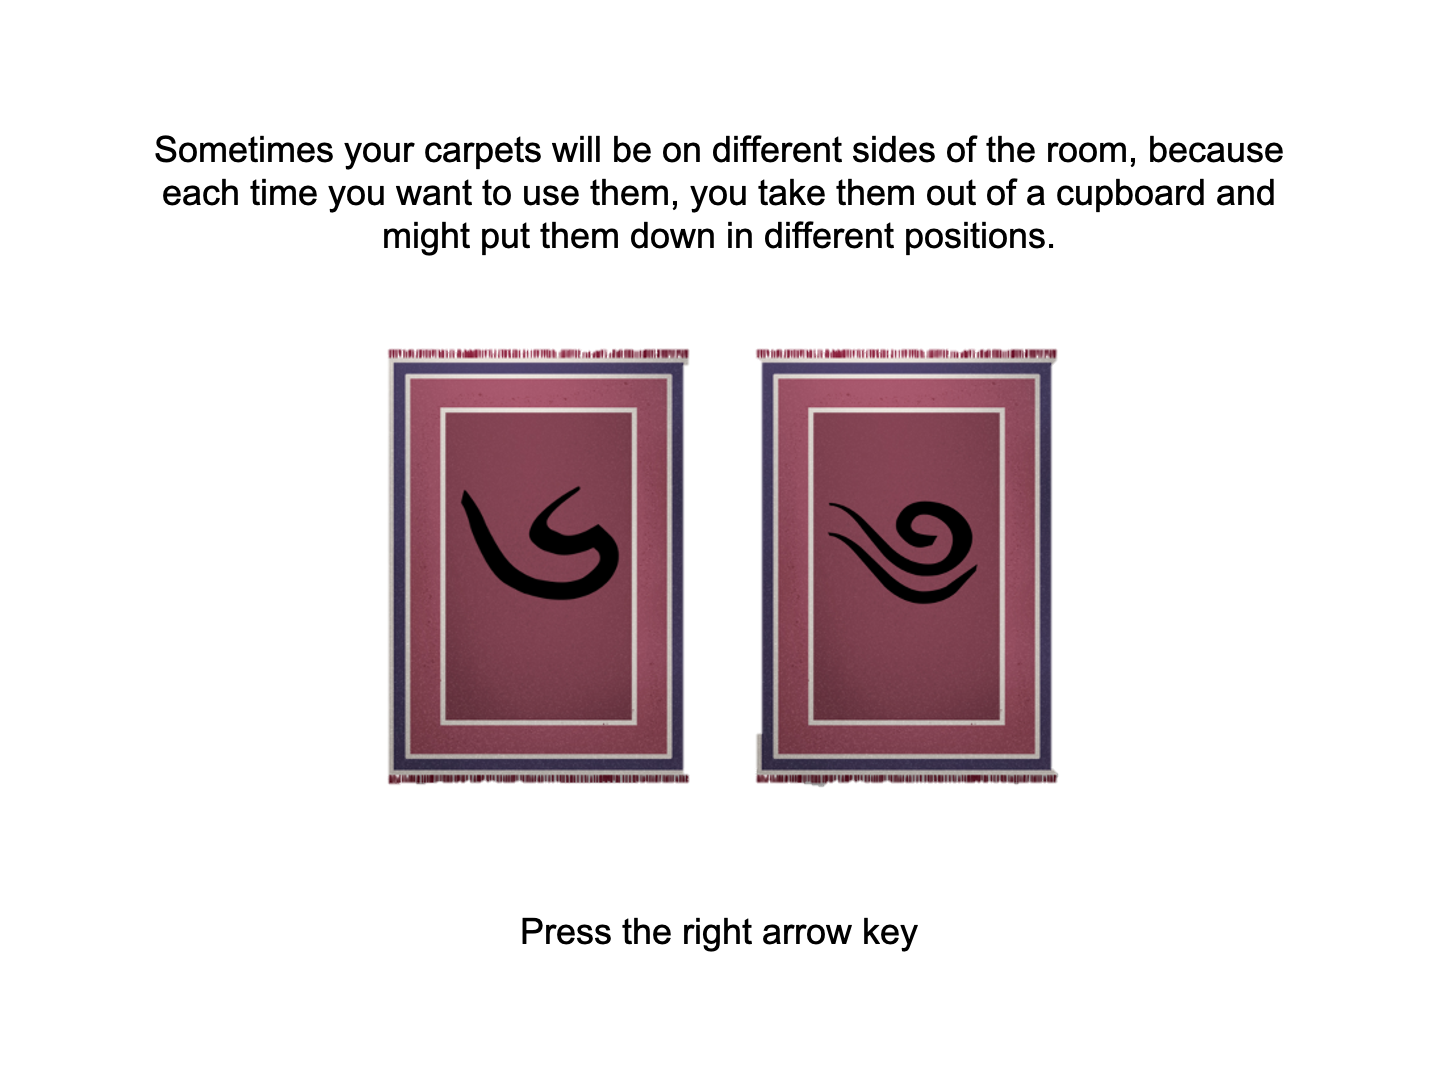 Sometimes your carpets will be on different sides of the room, because
each time you want to use them, you take them out of a cupboard and
might put them down in different positions.
Press the right arrow key